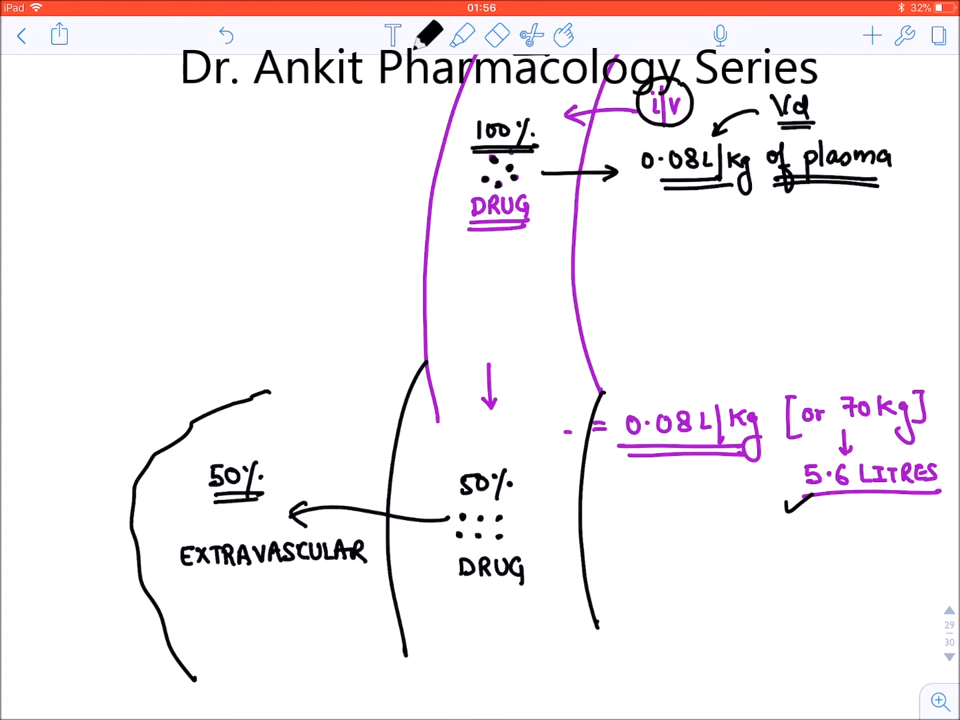 iPad 01:56 32%
T
Dr. Ankit Pharmacology Series
i/v
100%.
Vd
0.08L/kg of plasma
DRUG
= 0.08L/kg [or 70kg]
5.6 LITRES
50%.
50%.
EXTRAVASCULAR
DRUG
29
30